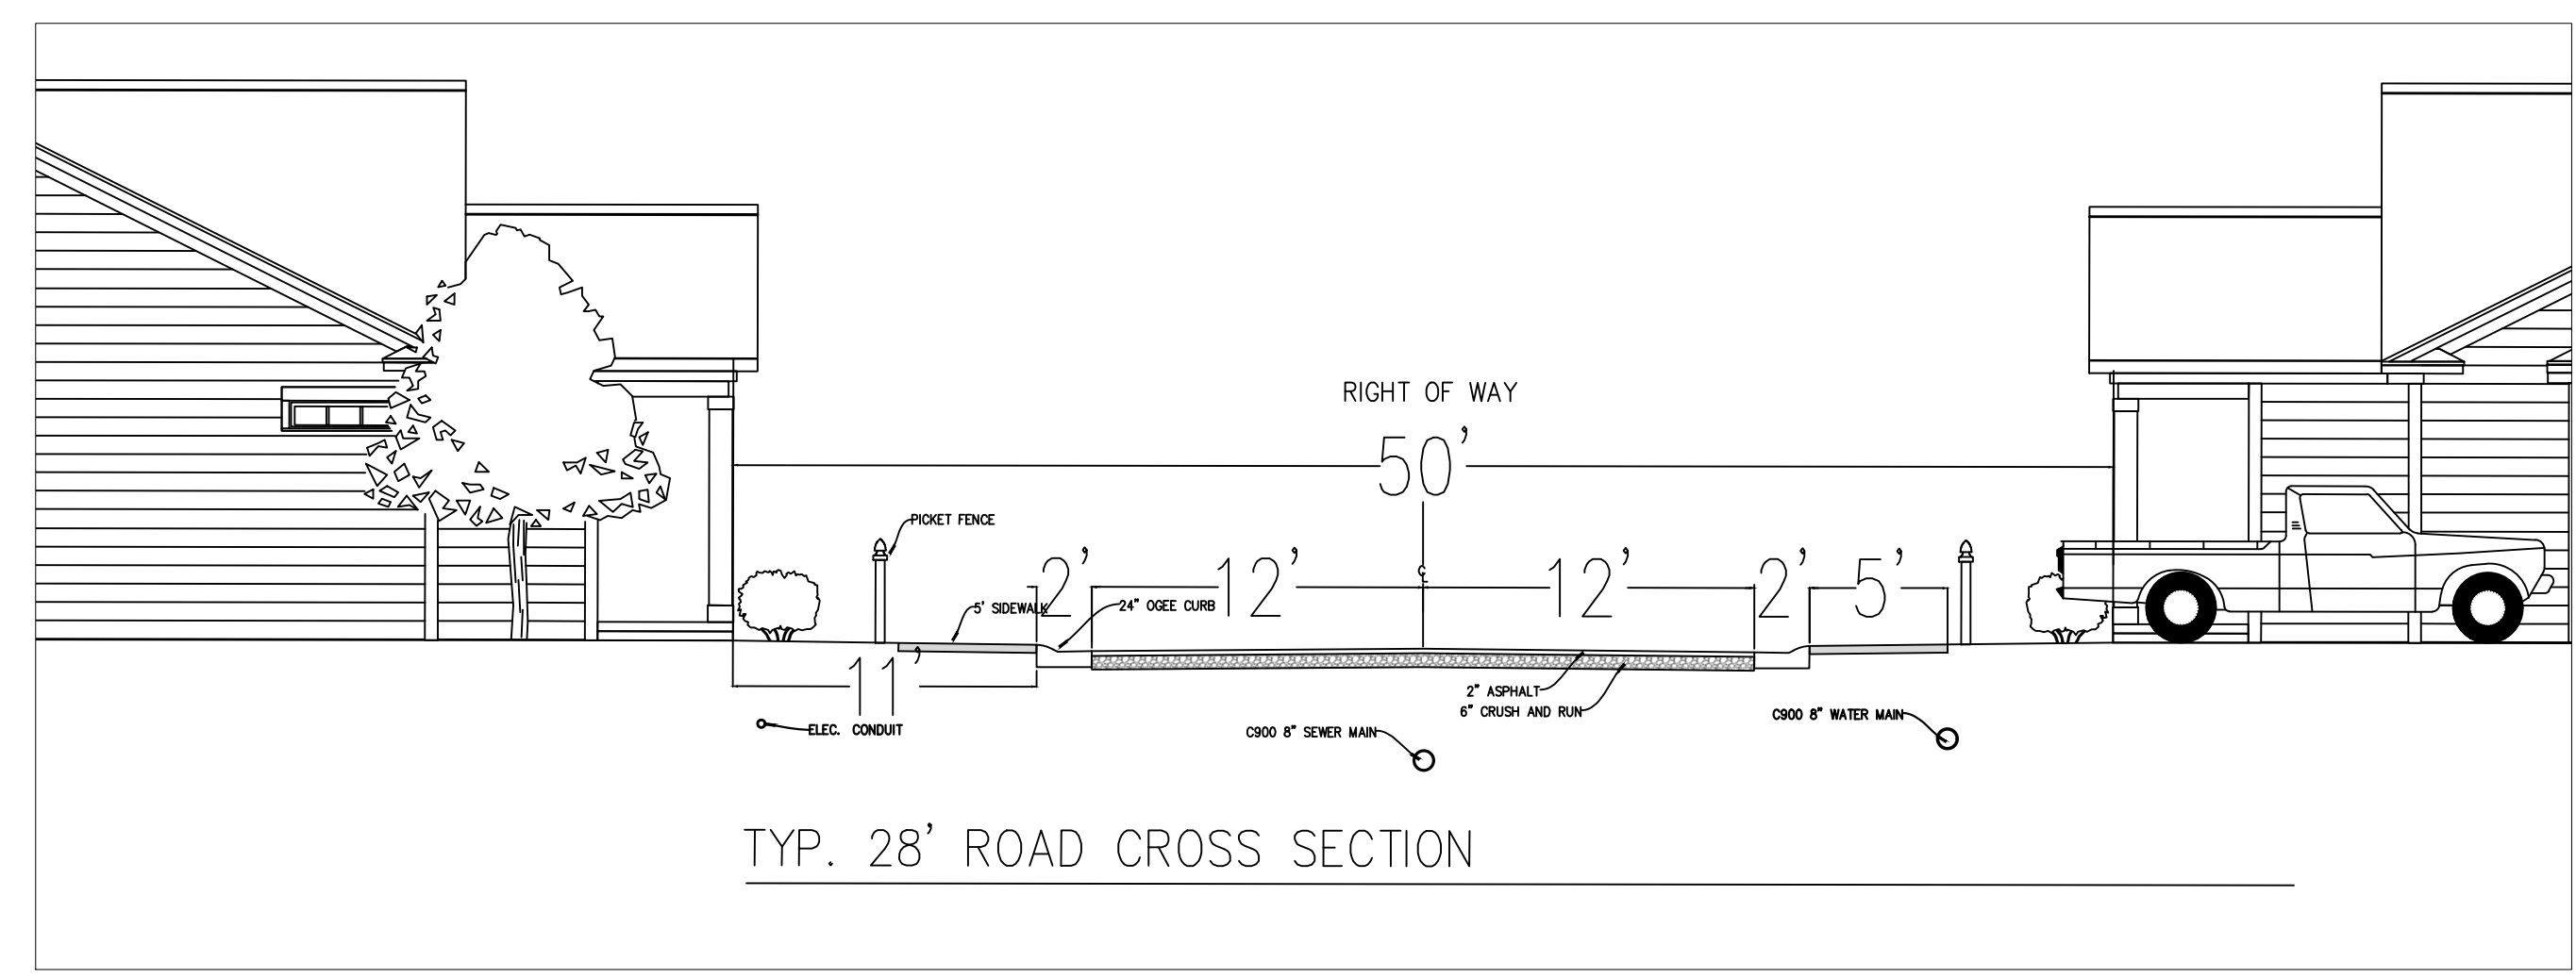 RIGHT OF WAY
50'
PICKET FENCE
2' 12' ℄ 12' 2' 5'
5' SIDEWALK
24" OGEE CURB
11'
2" ASPHALT
6" CRUSH AND RUN
ELEC. CONDUIT
C900 8" SEWER MAIN
C900 8" WATER MAIN
TYP. 28' ROAD CROSS SECTION